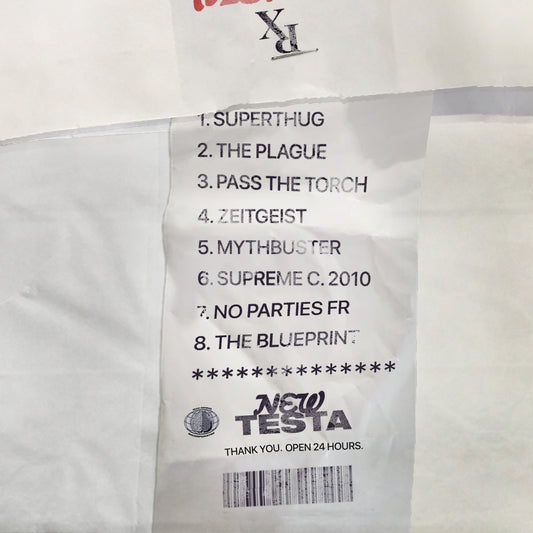 RX
1. SUPERTHUG
2. THE PLAGUE
3. PASS THE TORCH
4. ZEITGEIST
5. MYTHBUSTER
6. SUPREME C. 2010
7. NO PARTIES FR
8. THE BLUEPRINT
**************
NEW
TESTA
THANK YOU. OPEN 24 HOURS.